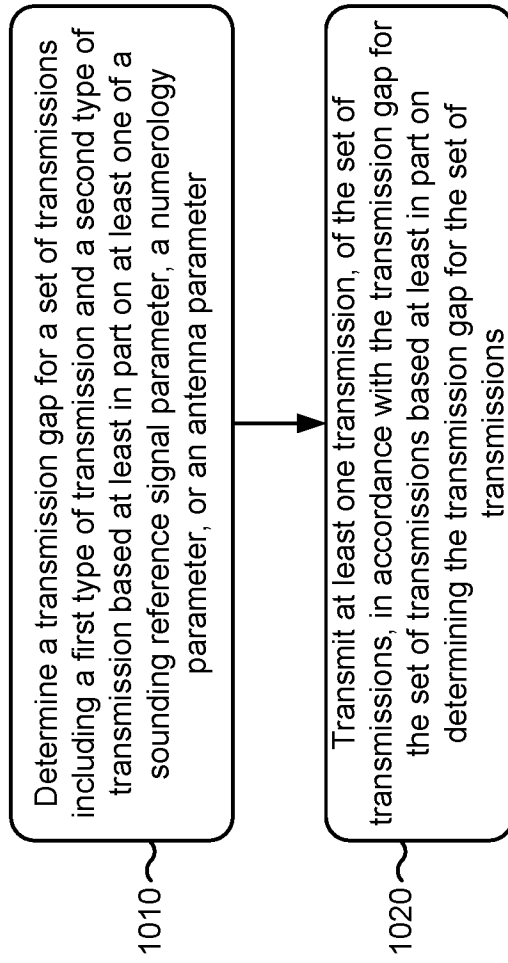 1010
Determine a transmission gap for a set of transmissions
including a first type of transmission and a second type of
transmission based at least in part on at least one of a
sounding reference signal parameter, a numerology
parameter, or an antenna parameter
1020
Transmit at least one transmission, of the set of
transmissions, in accordance with the transmission gap for
the set of transmissions based at least in part on
determining the transmission gap for the set of
transmissions